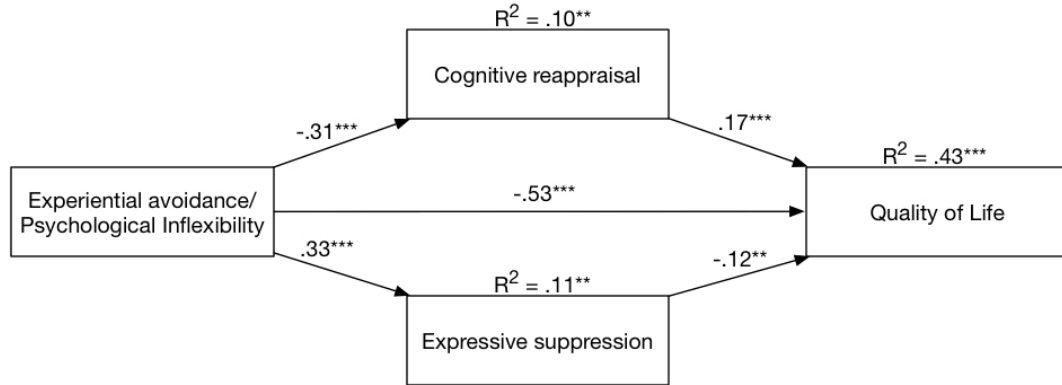 R² = .10**
Cognitive reappraisal
-.31***
.17***
R² = .43***
Experiential avoidance/
Psychological Inflexibility
-.53***
Quality of Life
.33***
-.12**
R² = .11**
Expressive suppression